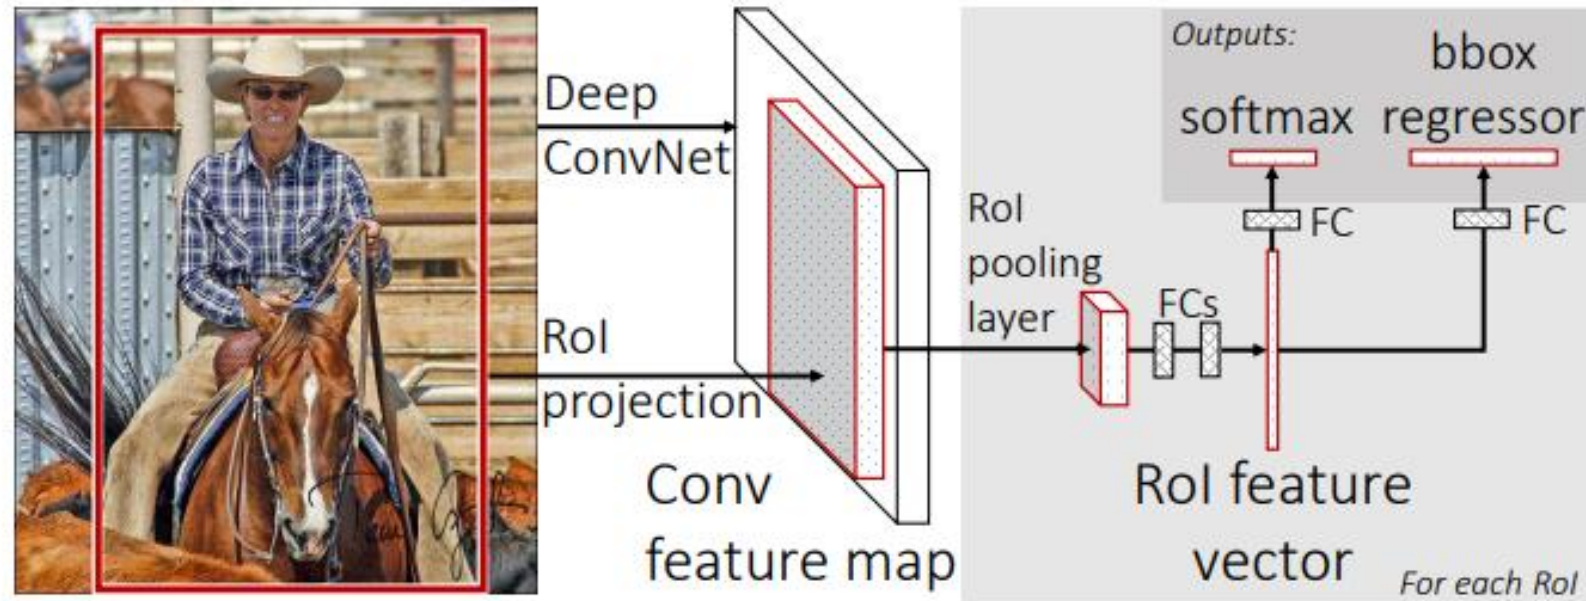 Deep
ConvNet
RoI
projection
Conv
feature map
RoI
pooling
layer
FCs
Outputs:
softmax
bbox
regressor
FC
FC
RoI feature
vector
For each RoI